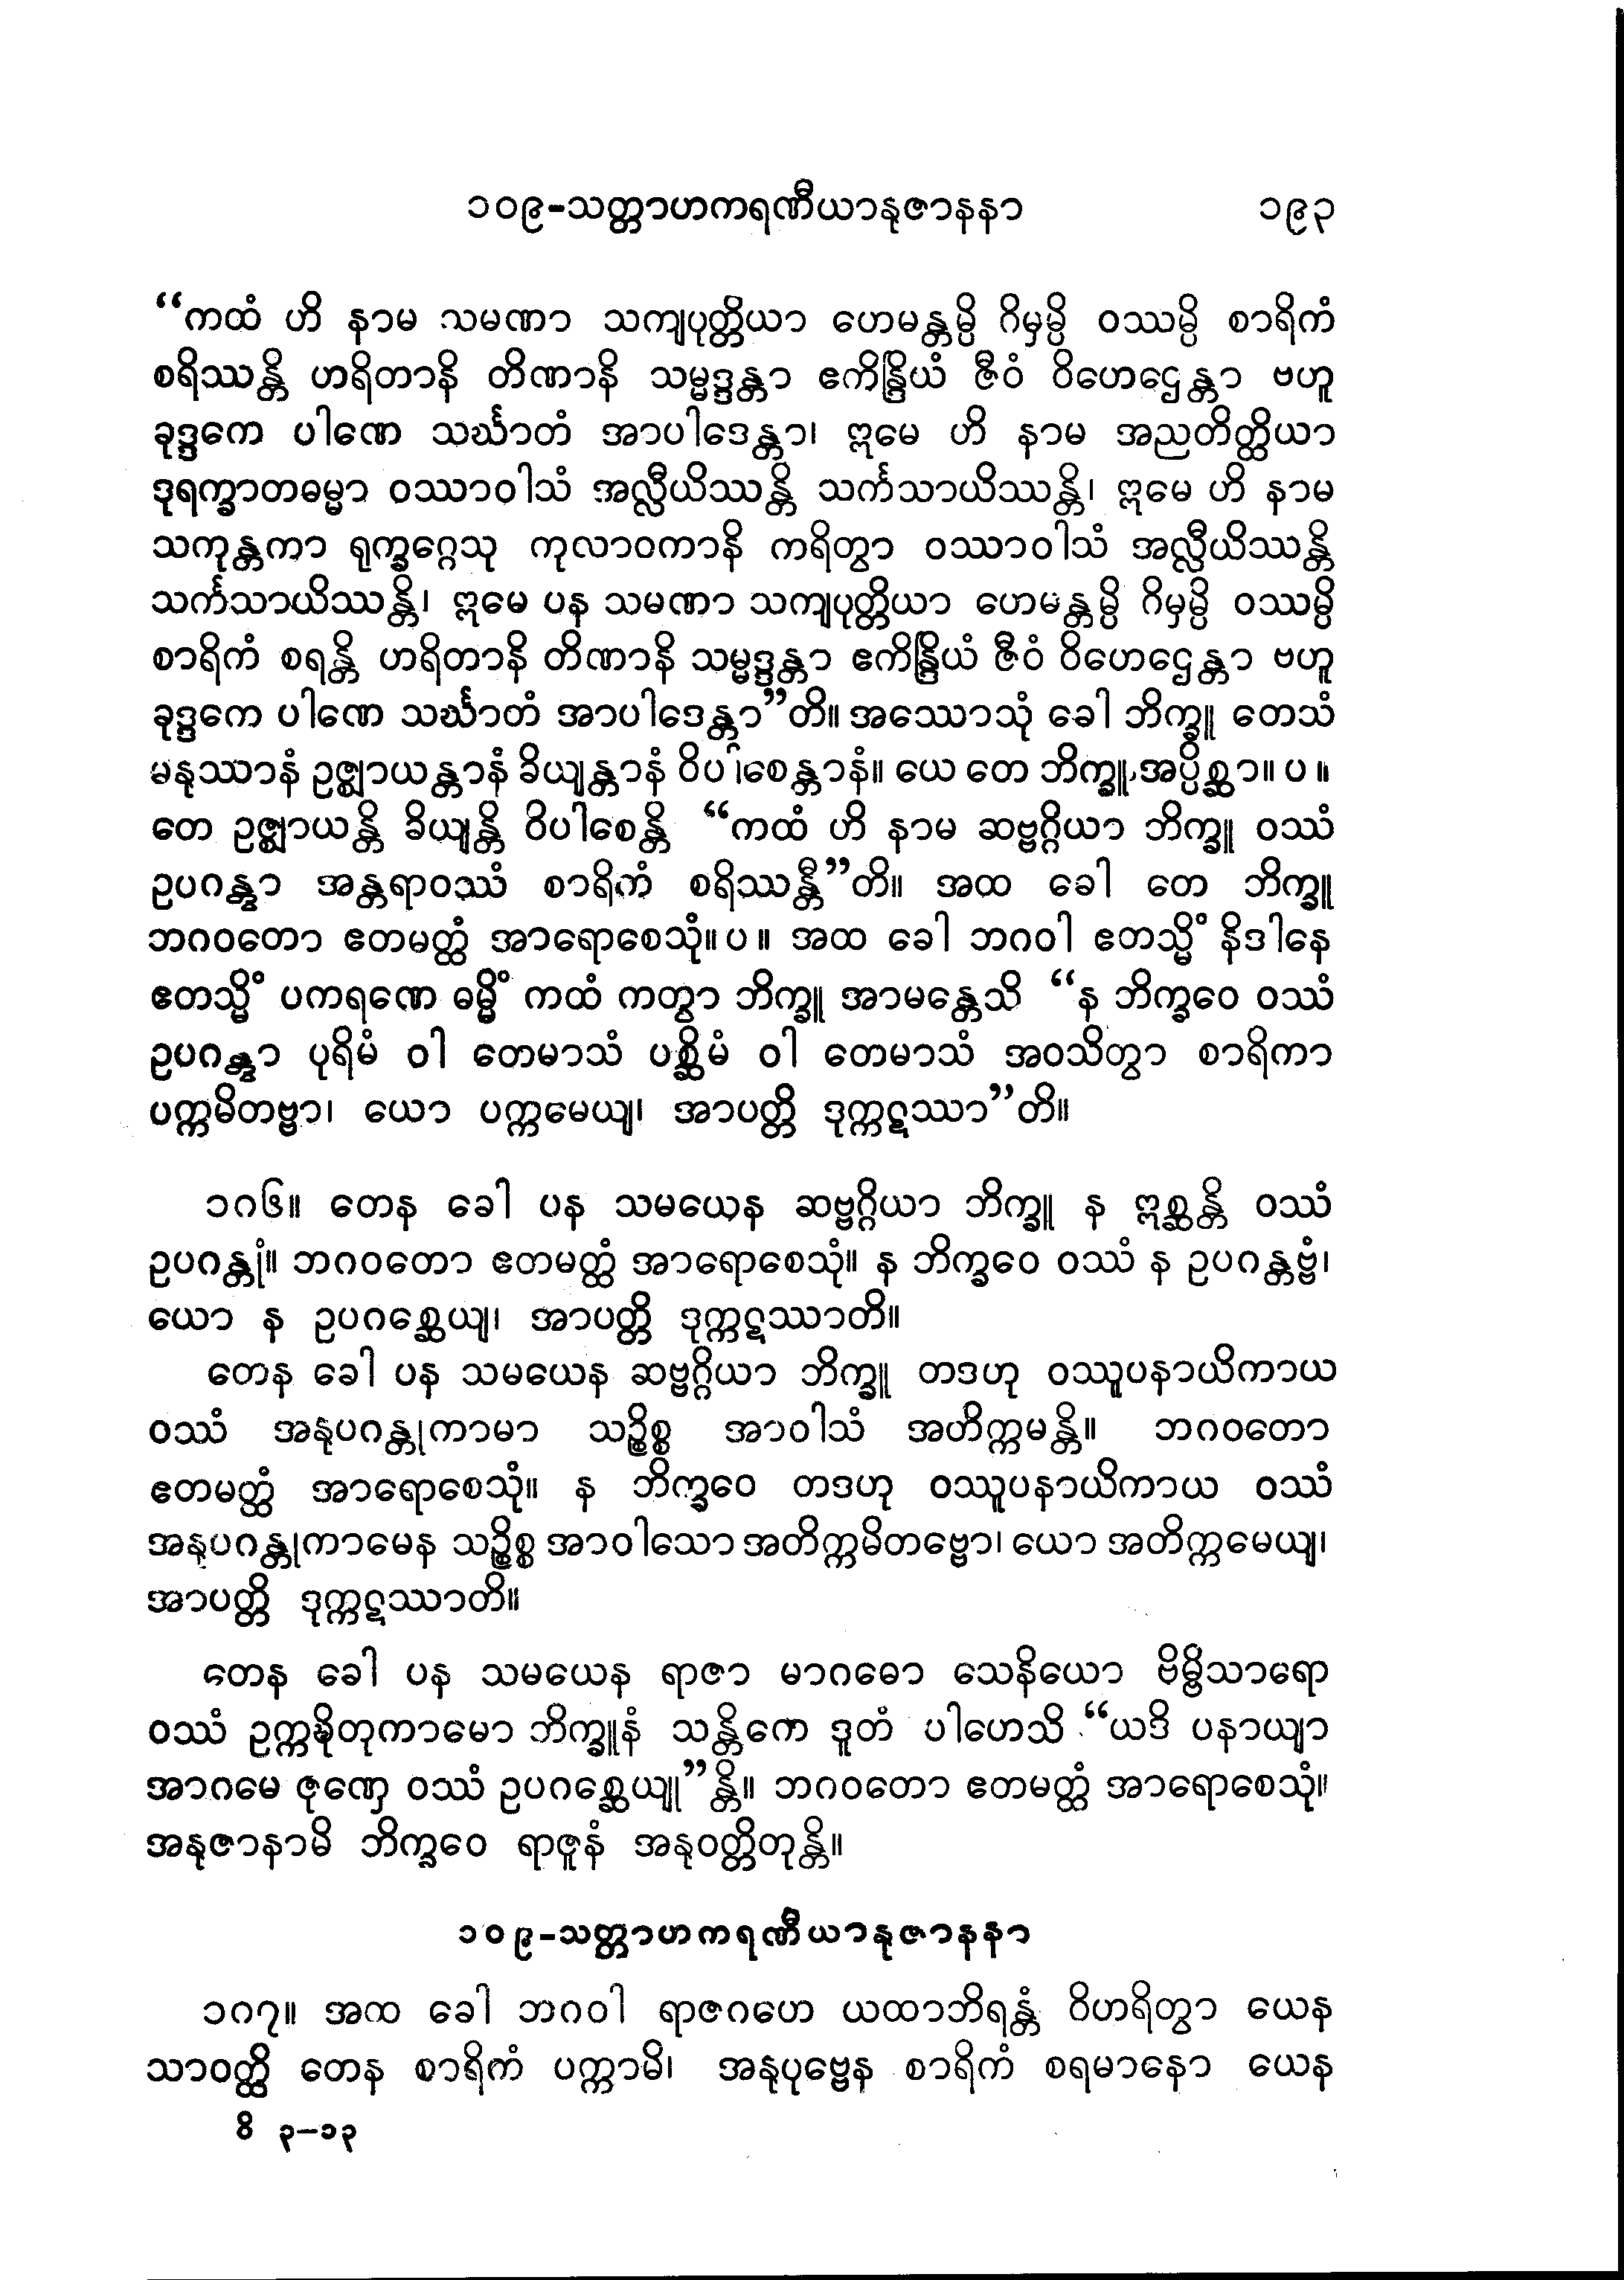 ၁၀၉-သတ္တာဟကရဏီယာနုဇာနနာ ၁၉၃
“ကထံ ဟိ နာမ သမဏာ သကျပုတ္တိယာ ဟေမန္တမ္ပိ ဂိမှမ္ပိ ဝဿမ္ပိ စာရိကံ
စရိဿန္တိ ဟရိတာနိ တိဏာနိ သမ္မဒ္ဒန္တာ ဧကိန္ဒြိယံ ဇီဝံ ဝိဟေဌေန္တာ ဗဟူ
ခုဒ္ဒကေ ပါဏေ သင်္ဃာတံ အာပါဒေန္တာ၊ ဣမေ ဟိ နာမ အညတိတ္ထိယာ
ဒုရက္ခာတဓမ္မာ ဝဿာဝါသံ အလ္လီယိဿန္တိ သင်္ကသာယိဿန္တိ၊ ဣမေ ဟိ နာမ
သကုန္တကာ ရုက္ခဂ္ဂေသု ကုလာဝကာနိ ကရိတွာ ဝဿာဝါသံ အလ္လီယိဿန္တိ
သင်္ကသာယိဿန္တိ၊ ဣမေ ပန သမဏာ သကျပုတ္တိယာ ဟေမန္တမ္ပိ ဂိမှမ္ပိ ဝဿမ္ပိ
စာရိကံ စရန္တိ ဟရိတာနိ တိဏာနိ သမ္မဒ္ဒန္တာ ဧကိန္ဒြိယံ ဇီဝံ ဝိဟေဌေန္တာ ဗဟူ
ခုဒ္ဒကေ ပါဏေ သင်္ဃာတံ အာပါဒေန္တာ”တိ။ အဿောသုံ ခေါ ဘိက္ခူ တေသံ
မနုဿာနံ ဥဇ္ဈာယန္တာနံ ခိယျန္တာနံ ဝိပါစေန္တာနံ။ ယေ တေ ဘိက္ခူ အပ္ပိစ္ဆာ။ ပ။
တေ ဥဇ္ဈာယန္တိ ခိယျန္တိ ဝိပါစေန္တိ “ကထံ ဟိ နာမ ဆဗ္ဗဂ္ဂိယာ ဘိက္ခူ ဝဿံ
ဥပဂန္တွာ အန္တရာဝဿံ စာရိကံ စရိဿန္တီ”တိ။ အထ ခေါ တေ ဘိက္ခူ
ဘဂဝတော ဧတမတ္ထံ အာရောစေသုံ။ ပ။ အထ ခေါ ဘဂဝါ ဧတသ္မိံ နိဒါနေ
ဧတသ္မိံ ပကရဏေ ဓမ္မိံ ကထံ ကတွာ ဘိက္ခူ အာမန္တေသိ “န ဘိက္ခဝေ ဝဿံ
ဥပဂန္တွာ ပုရိမံ ဝါ တေမာသံ ပစ္ဆိမံ ဝါ တေမာသံ အဝသိတွာ စာရိကာ
ပက္ကမိတဗ္ဗာ၊ ယော ပက္ကမေယျ၊ အာပတ္တိ ဒုက္ကဋဿာ”တိ။
၁၈၆။ တေန ခေါ ပန သမယေန ဆဗ္ဗဂ္ဂိယာ ဘိက္ခူ န ဣစ္ဆန္တိ ဝဿံ
ဥပဂန္တုံ။ ဘဂဝတော ဧတမတ္ထံ အာရောစေသုံ။ န ဘိက္ခဝေ ဝဿံ န ဥပဂန္တဗ္ဗံ၊
ယော န ဥပဂစ္ဆေယျ၊ အာပတ္တိ ဒုက္ကဋဿာတိ။
တေန ခေါ ပန သမယေန ဆဗ္ဗဂ္ဂိယာ ဘိက္ခူ တဒဟု ဝဿူပနာယိကာယ
ဝဿံ အနုပဂန္တုကာမာ သဉ္စိစ္စ အာဝါသံ အတိက္ကမန္တိ။ ဘဂဝတော
ဧတမတ္ထံ အာရောစေသုံ။ န ဘိက္ခဝေ တဒဟု ဝဿူပနာယိကာယ ဝဿံ
အနုပဂန္တုကာမေန သဉ္စိစ္စ အာဝါသော အတိက္ကမိတဗ္ဗော၊ ယော အတိက္ကမေယျ၊
အာပတ္တိ ဒုက္ကဋဿာတိ။
တေန ခေါ ပန သမယေန ရာဇာ မာဂဓော သေနိယော ဗိမ္ဗိသာရော
ဝဿံ ဥက္ကဍ္ဎိတုကာမော ဘိက္ခူနံ သန္တိကေ ဒူတံ ပါဟေသိ “ယဒိ ပနာယျာ
အာဂမေ ဇုဏှေ ဝဿံ ဥပဂစ္ဆေယျု”န္တိ။ ဘဂဝတော ဧတမတ္ထံ အာရောစေသုံ။
အနုဇာနာမိ ဘိက္ခဝေ ရာဇူနံ အနုဝတ္တိတုန္တိ။
၁၀၉-သတ္တာဟကရဏီယာနုဇာနနာ
၁၈၇။ အထ ခေါ ဘဂဝါ ရာဇဂဟေ ယထာဘိရန္တံ ဝိဟရိတွာ ယေန
သာဝတ္ထိ တေန စာရိကံ ပက္ကာမိ၊ အနုပုဗ္ဗေန စာရိကံ စရမာနော ယေန
ဝိ ၃-၁၃